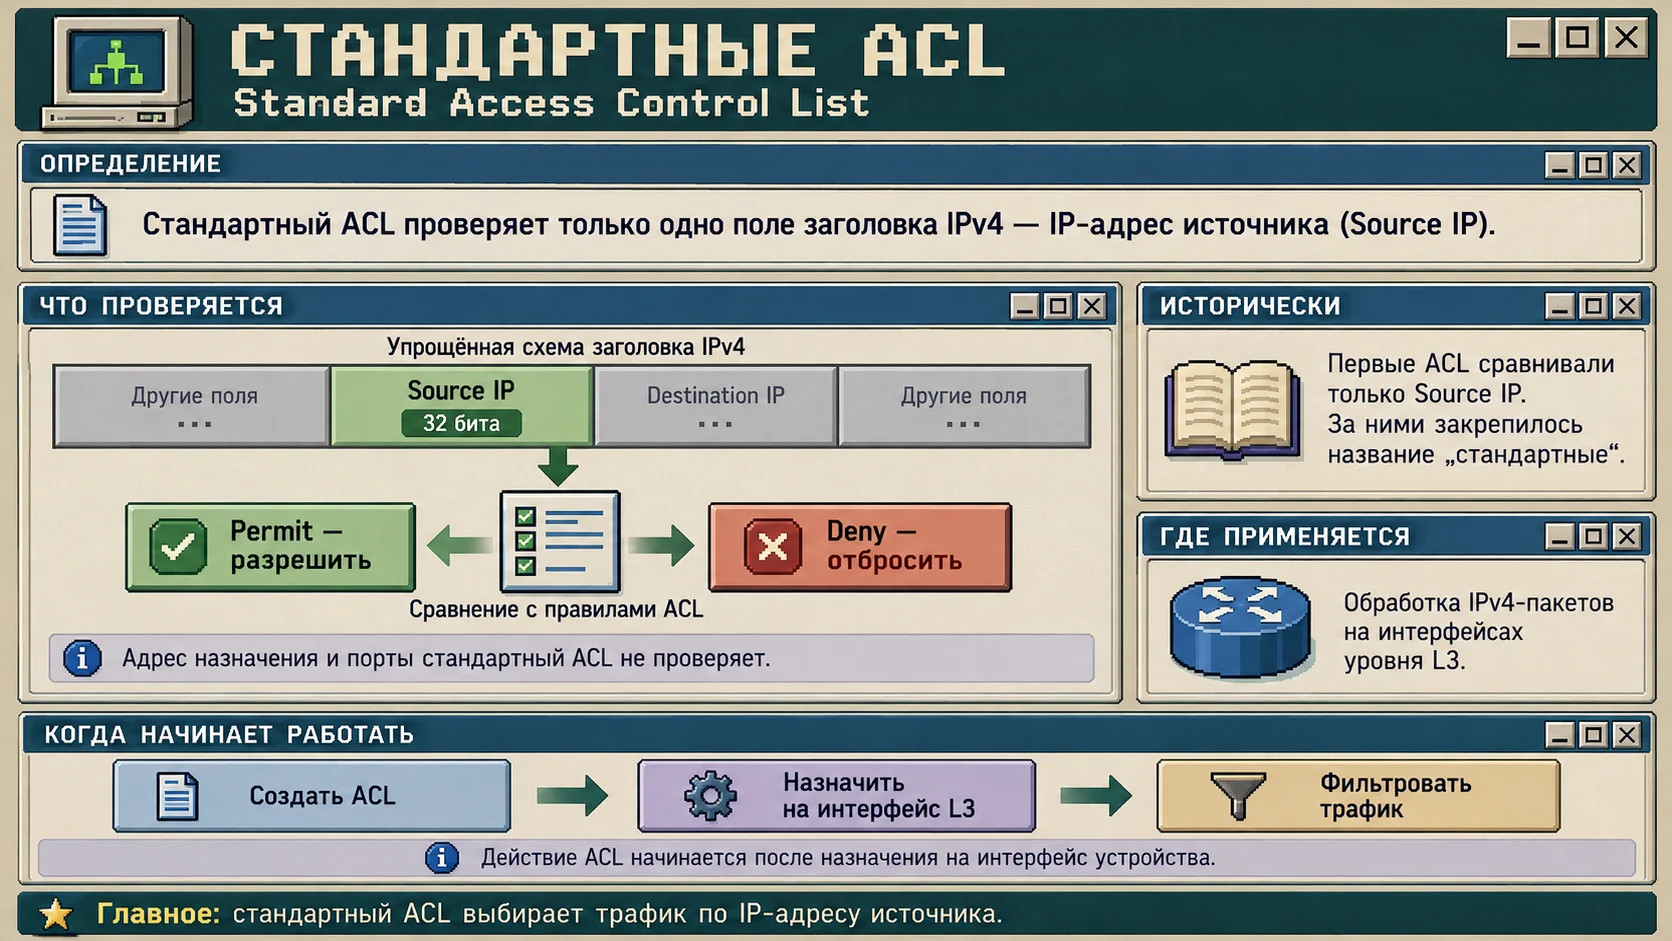 СТАНДАРТНЫЕ ACL
Standard Access Control List
ОПРЕДЕЛЕНИЕ
Стандартный ACL проверяет только одно поле заголовка IPv4 — IP-адрес источника (Source IP).
ЧТО ПРОВЕРЯЕТСЯ
Упрощённая схема заголовка IPv4
Другие поля
...
Source IP
32 бита
Destination IP
...
Другие поля
...
Permit —
разрешить
Deny —
отбросить
Сравнение с правилами ACL
Адрес назначения и порты стандартный ACL не проверяет.
ИСТОРИЧЕСКИ
Первые ACL сравнивали
только Source IP.
За ними закрепилось
название „стандартные“.
ГДЕ ПРИМЕНЯЕТСЯ
Обработка IPv4-пакетов
на интерфейсах
уровня L3.
КОГДА НАЧИНАЕТ РАБОТАТЬ
Создать ACL
Назначить
на интерфейс L3
Фильтровать
трафик
Действие ACL начинается после назначения на интерфейс устройства.
Главное: стандартный ACL выбирает трафик по IP-адресу источника.